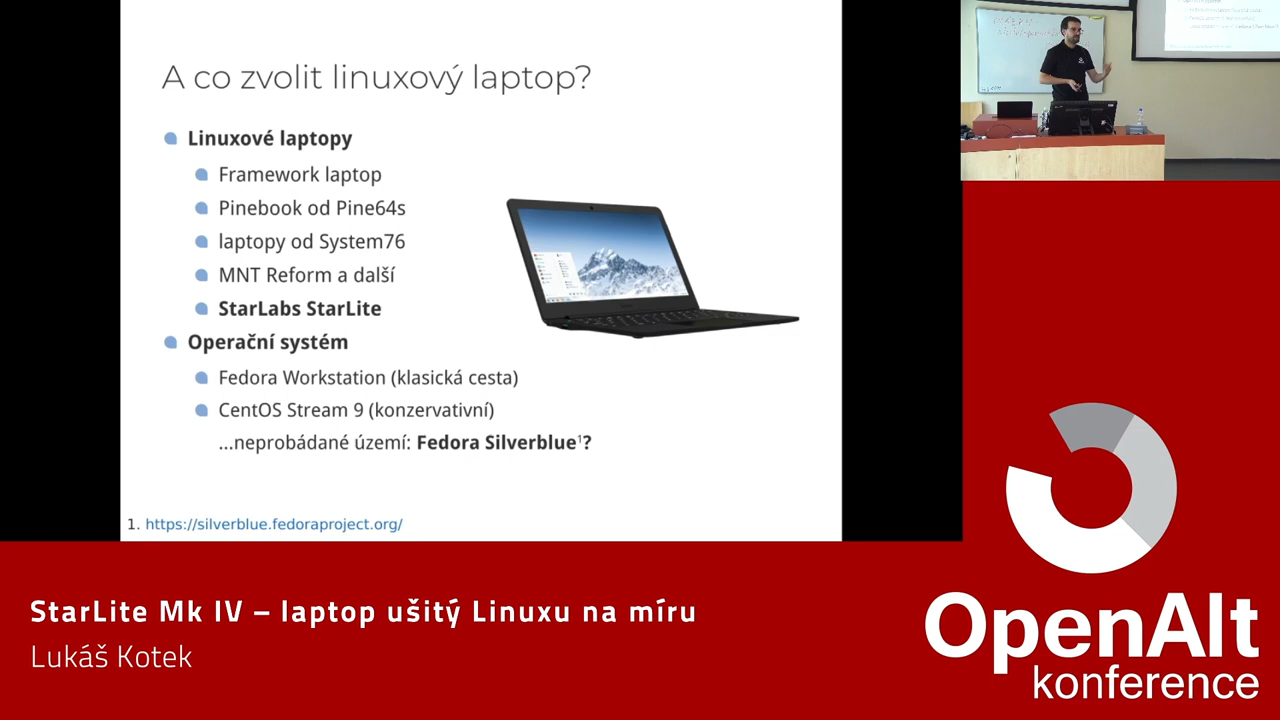 A co zvolit linuxový laptop?
Linuxové laptopy
Framework laptop
Pinebook od Pine64s
laptopy od System76
MNT Reform a další
StarLabs StarLite
Operační systém
Fedora Workstation (klasická cesta)
CentOS Stream 9 (konzervativní)
...neprobádané území: Fedora Silverblue¹?
1. https://silverblue.fedoraproject.org/
StarLite Mk IV – laptop ušitý Linuxu na míru
Lukáš Kotek
OpenAlt
konference